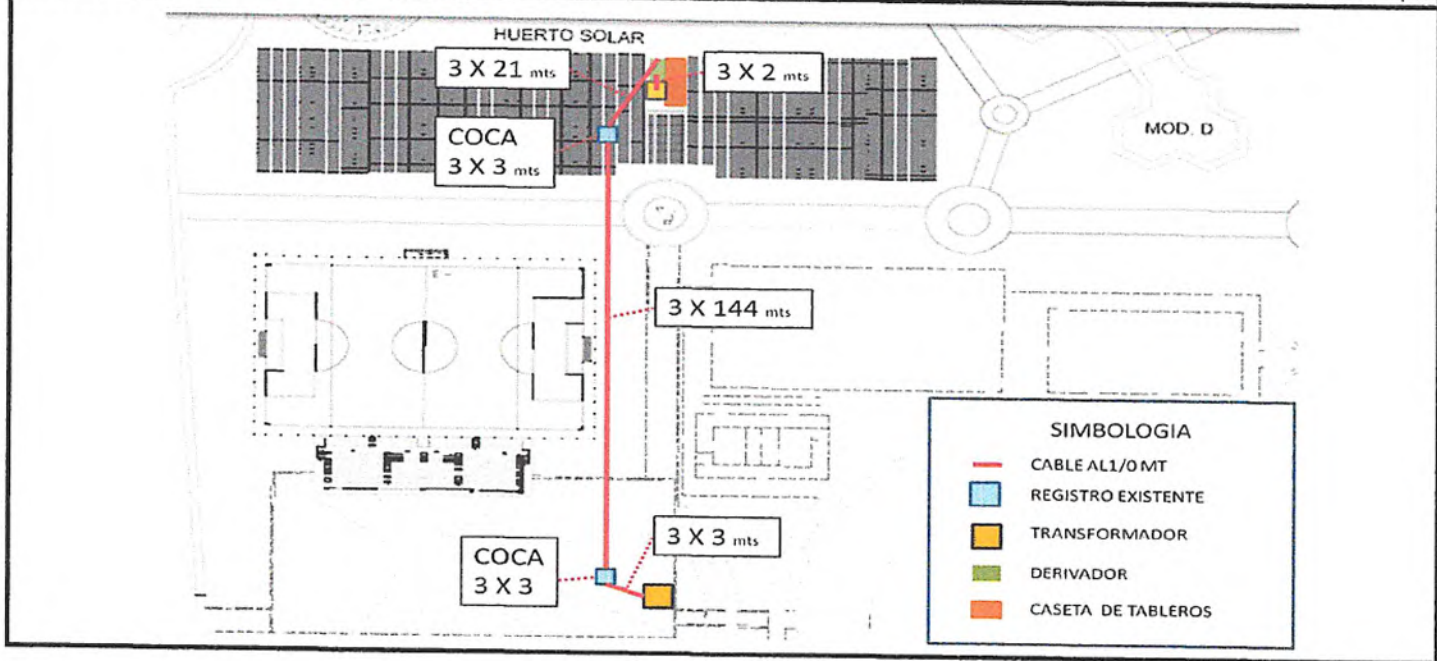 HUERTO SOLAR
3 X 21 mts
3 X 2 mts
COCA
3 X 3 mts
MOD. D
3 X 144 mts
3 X 3 mts
COCA
3 X 3
SIMBOLOGIA
CABLE AL1/0 MT
REGISTRO EXISTENTE
TRANSFORMADOR
DERIVADOR
CASETA DE TABLEROS